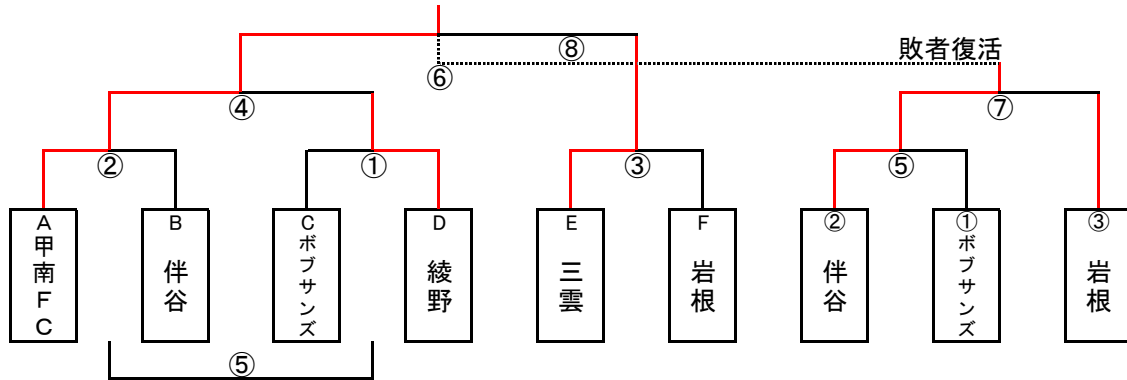 ⑧
敗者復活
⑥
④
⑦
②
①
③
⑤
A 甲南FC
B 伴谷
C ボブサンズ
D 綾野
E 三雲
F 岩根
② 伴谷
① ボブサンズ
③ 岩根
⑤